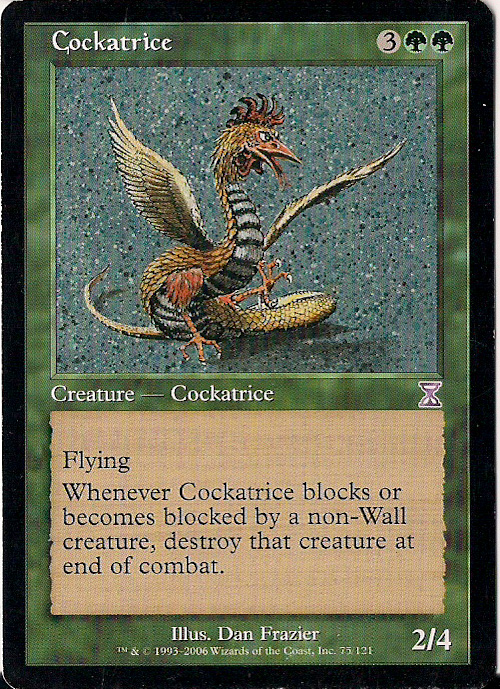 Cockatrice 3
Creature — Cockatrice
Flying
Whenever Cockatrice blocks or
becomes blocked by a non-Wall
creature, destroy that creature at
end of combat.
Illus. Dan Frazier
™ & © 1993-2006 Wizards of the Coast, Inc. 75/121
2/4